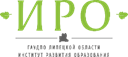 ИРО
ГАУДПО ЛИПЕЦКОЙ ОБЛАСТИ
ИНСТИТУТ РАЗВИТИЯ ОБРАЗОВАНИЯ